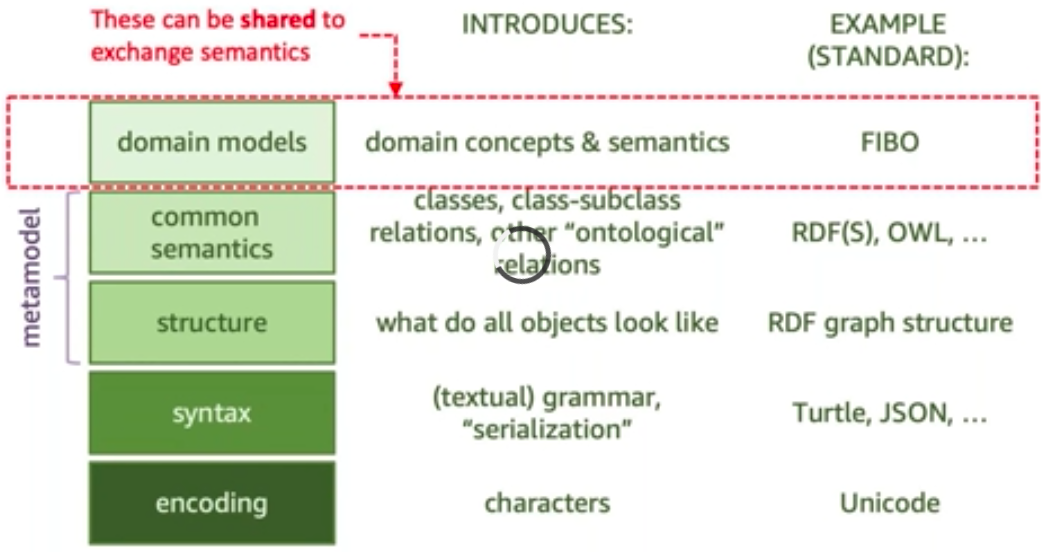 These can be shared to
exchange semantics
INTRODUCES:
EXAMPLE
(STANDARD):
domain models
domain concepts & semantics
FIBO
metamodel
common
semantics
classes, class-subclass
relations, other “ontological”
relations
RDF(S), OWL, ...
structure
what do all objects look like
RDF graph structure
syntax
(textual) grammar,
“serialization”
Turtle, JSON, ...
encoding
characters
Unicode